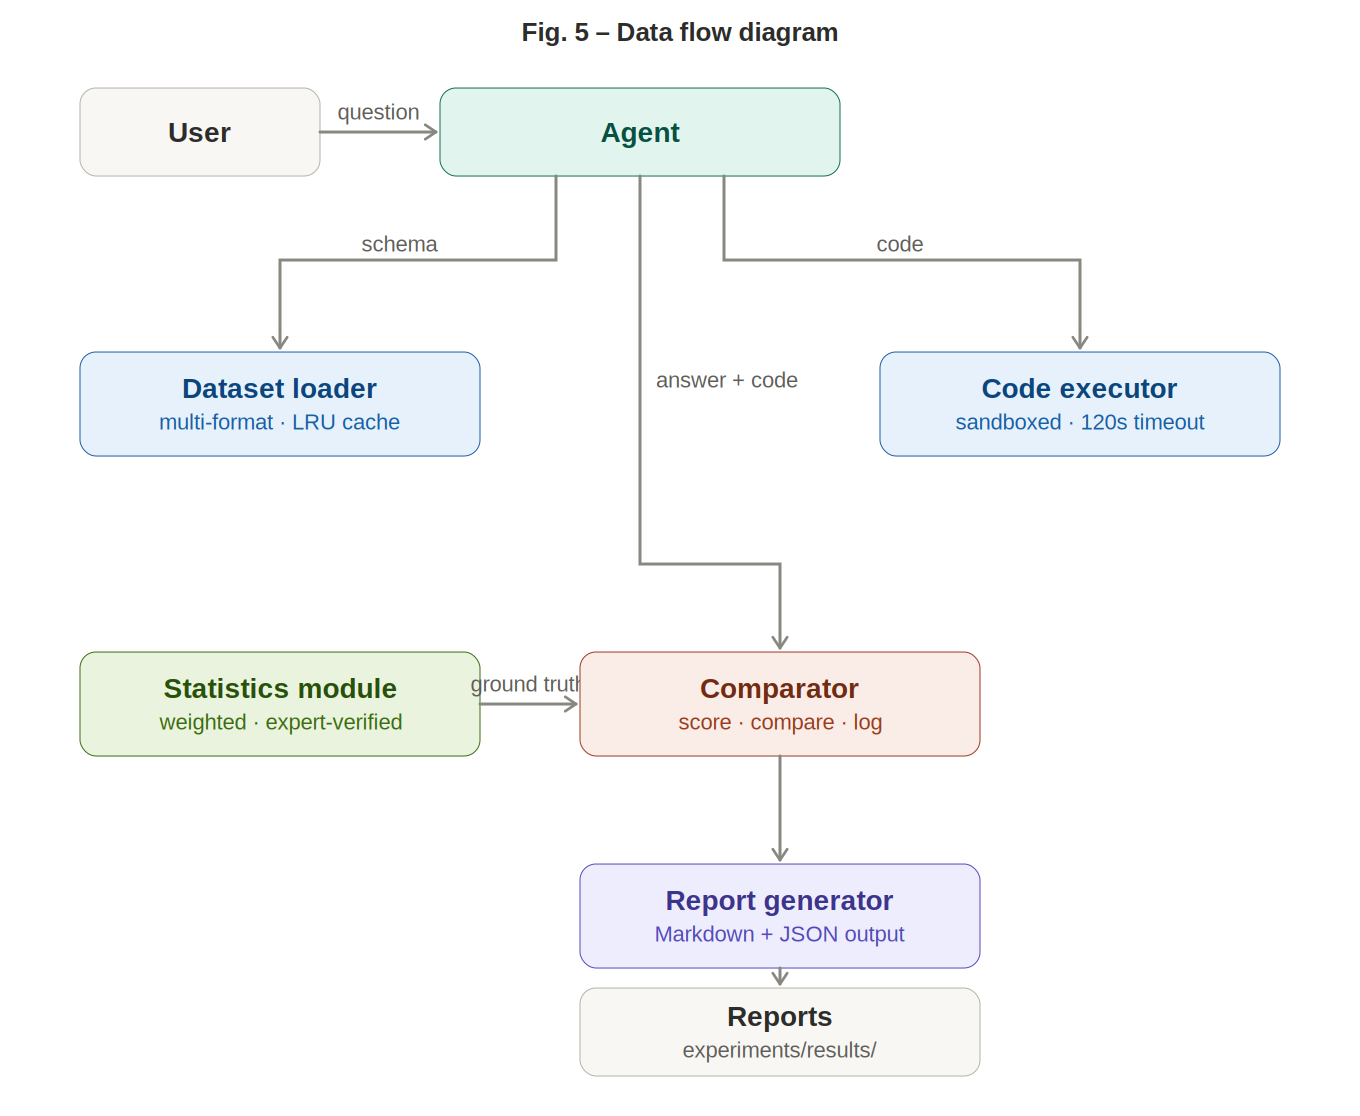 Fig. 5 – Data flow diagram
User
question
Agent
schema
code
Dataset loader
multi-format · LRU cache
answer + code
Code executor
sandboxed · 120s timeout
Statistics module
weighted · expert-verified
ground truth
Comparator
score · compare · log
Report generator
Markdown + JSON output
Reports
experiments/results/